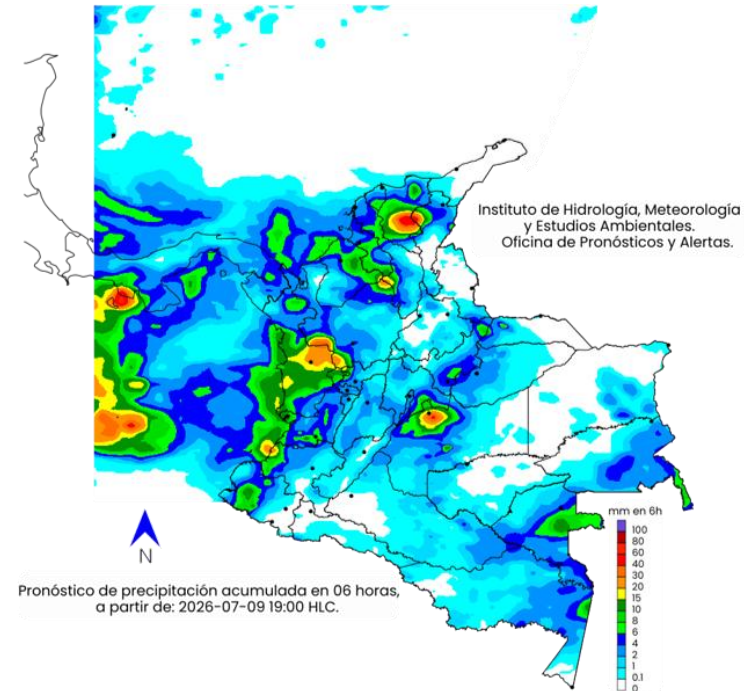 Instituto de Hidrología, Meteorología
y Estudios Ambientales.
Oficina de Pronósticos y Alertas.
N
Pronóstico de precipitación acumulada en 06 horas,
a partir de: 2026-07-09 19:00 HLC.
mm en 6h
100
80
60
40
30
20
15
10
8
6
4
2
1
0.1
0